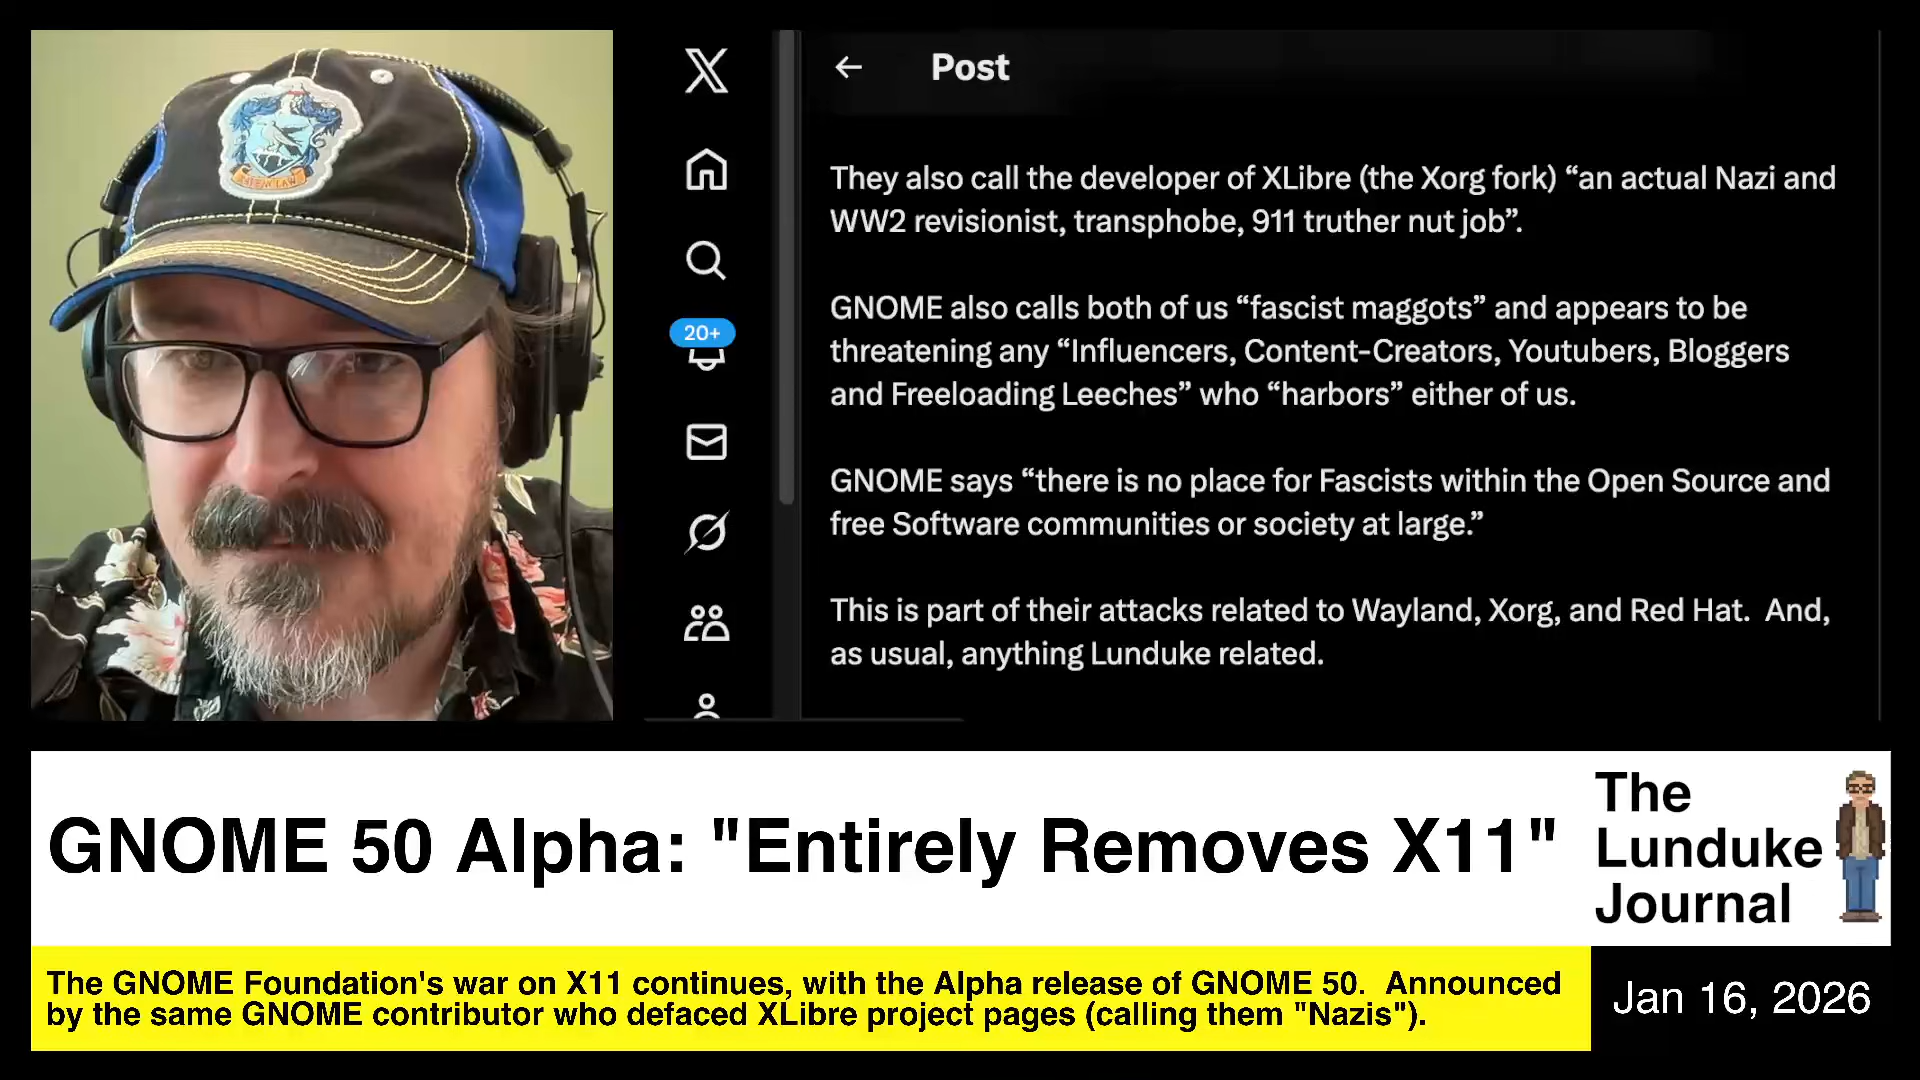 Post
They also call the developer of XLibre (the Xorg fork) “an actual Nazi and
WW2 revisionist, transphobe, 911 truther nut job”.
GNOME also calls both of us “fascist maggots” and appears to be
threatening any “Influencers, Content-Creators, Youtubers, Bloggers
and Freeloading Leeches” who “harbors” either of us.
GNOME says “there is no place for Fascists within the Open Source and
free Software communities or society at large.”
This is part of their attacks related to Wayland, Xorg, and Red Hat.  And,
as usual, anything Lunduke related.
20+
GNOME 50 Alpha: "Entirely Removes X11"
The
Lunduke
Journal
The GNOME Foundation's war on X11 continues, with the Alpha release of GNOME 50.  Announced
by the same GNOME contributor who defaced XLibre project pages (calling them "Nazis").
Jan 16, 2026